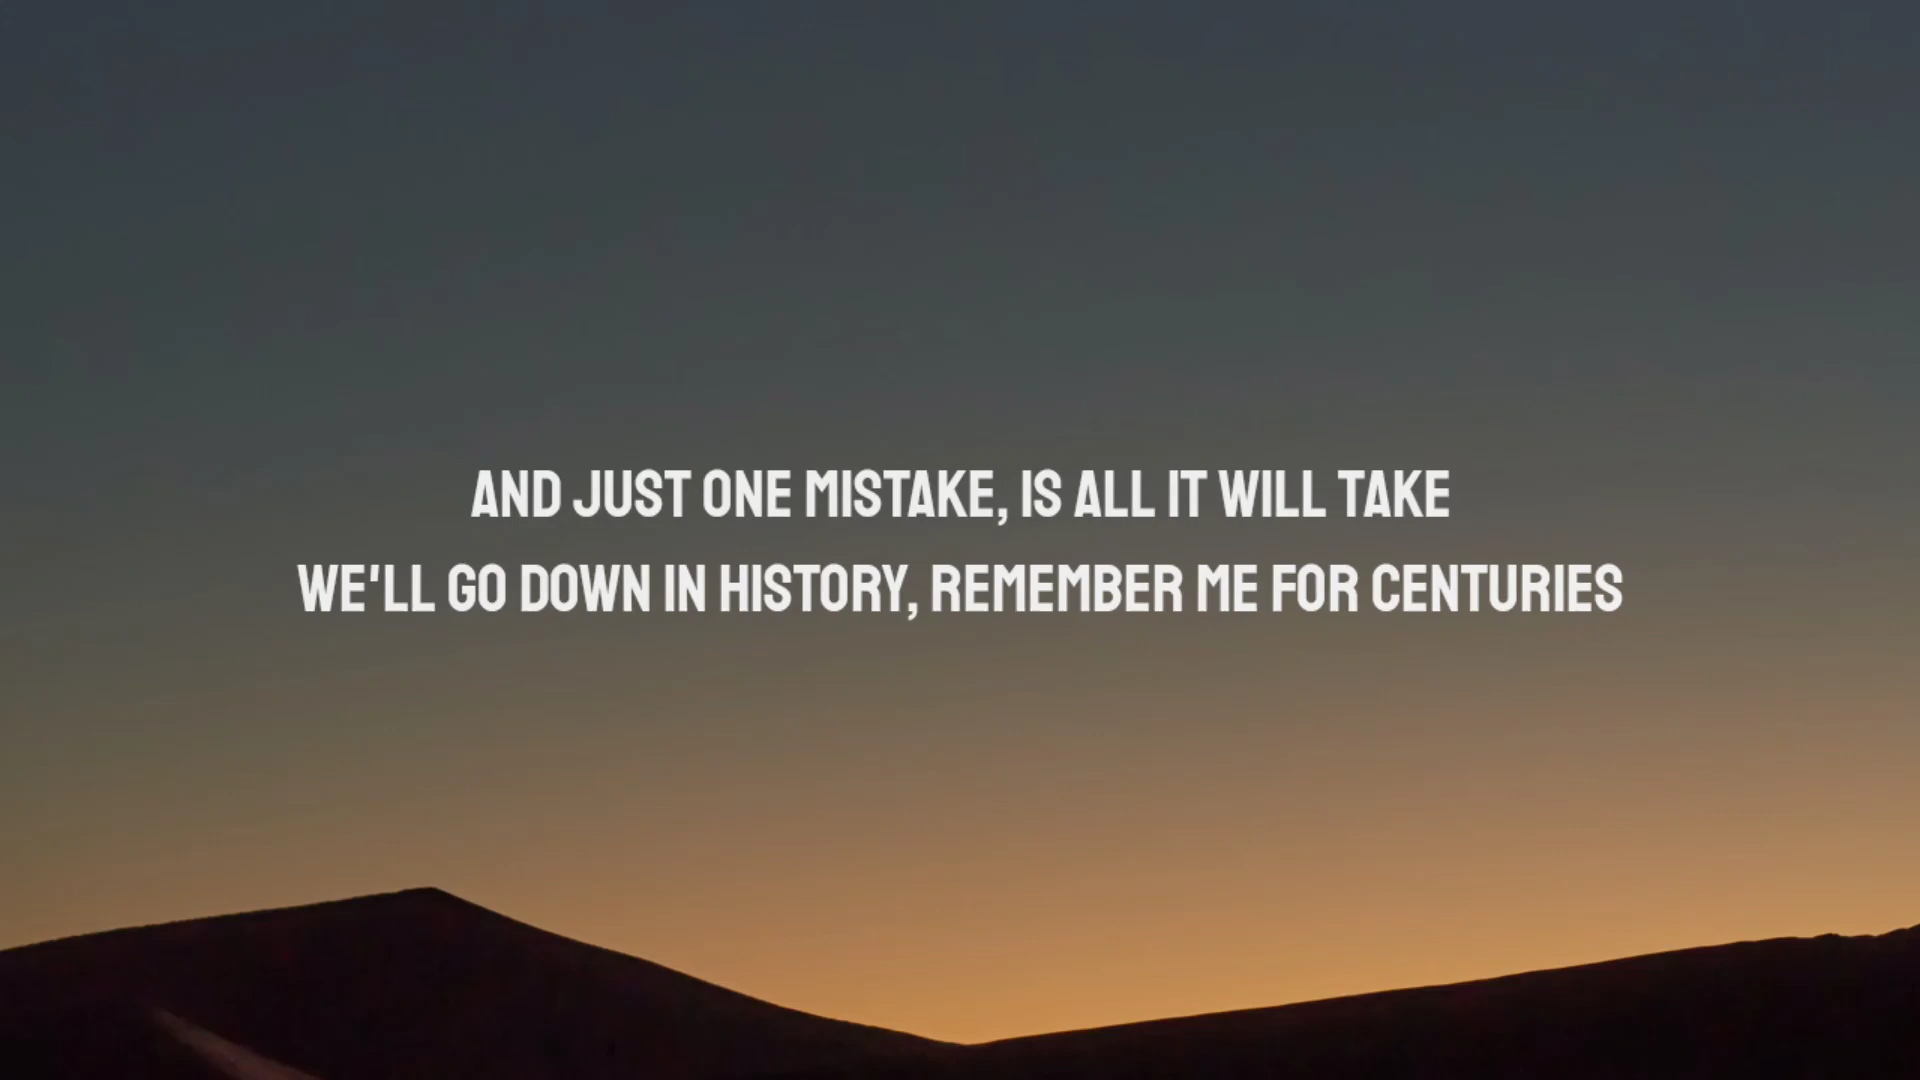 AND JUST ONE MISTAKE, IS ALL IT WILL TAKE
WE'LL GO DOWN IN HISTORY, REMEMBER ME FOR CENTURIES